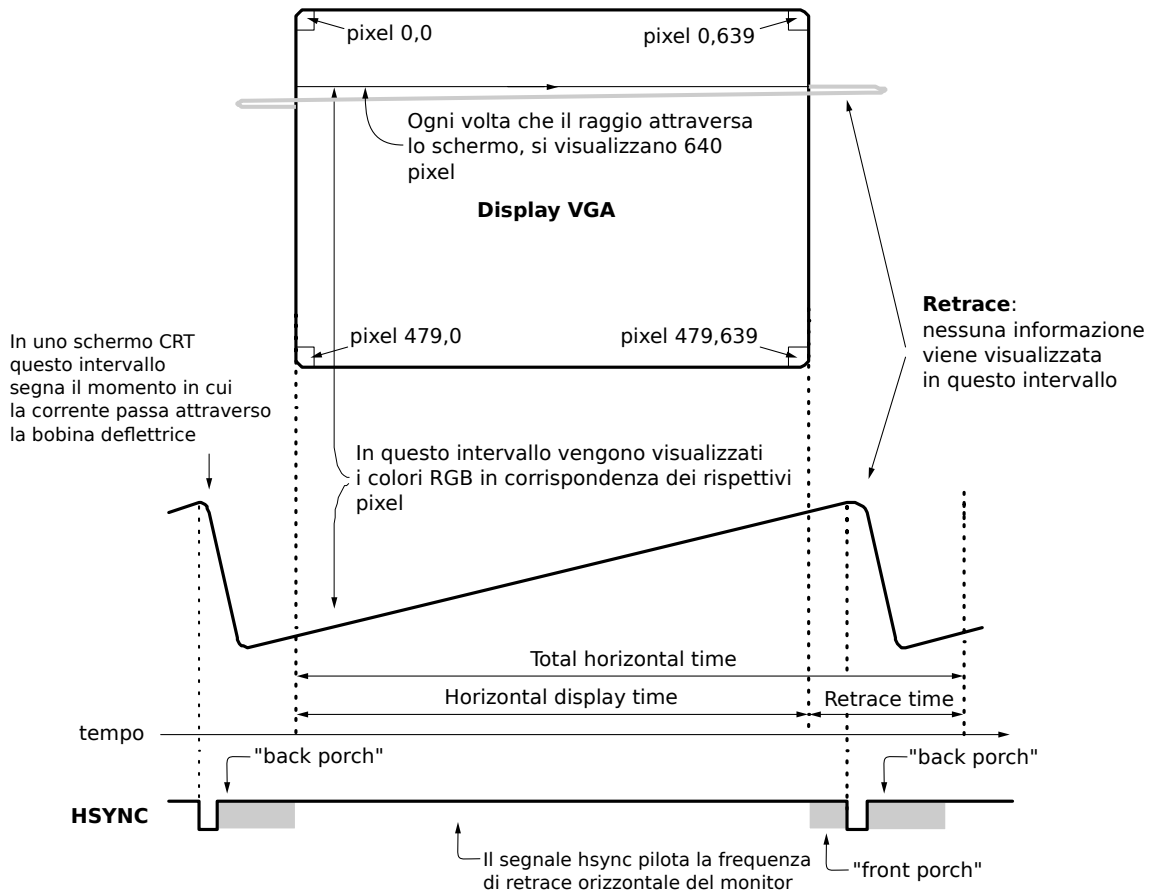 pixel 0,0
pixel 0,639
Ogni volta che il raggio attraversa
lo schermo, si visualizzano 640
pixel
Display VGA
pixel 479,0
pixel 479,639
Retrace:
nessuna informazione
viene visualizzata
in questo intervallo
In uno schermo CRT
questo intervallo
segna il momento in cui
la corrente passa attraverso
la bobina deflettrice
In questo intervallo vengono visualizzati
i colori RGB in corrispondenza dei rispettivi
pixel
Total horizontal time
Horizontal display time
Retrace time
tempo
"back porch"
"back porch"
HSYNC
Il segnale hsync pilota la frequenza
di retrace orizzontale del monitor
"front porch"